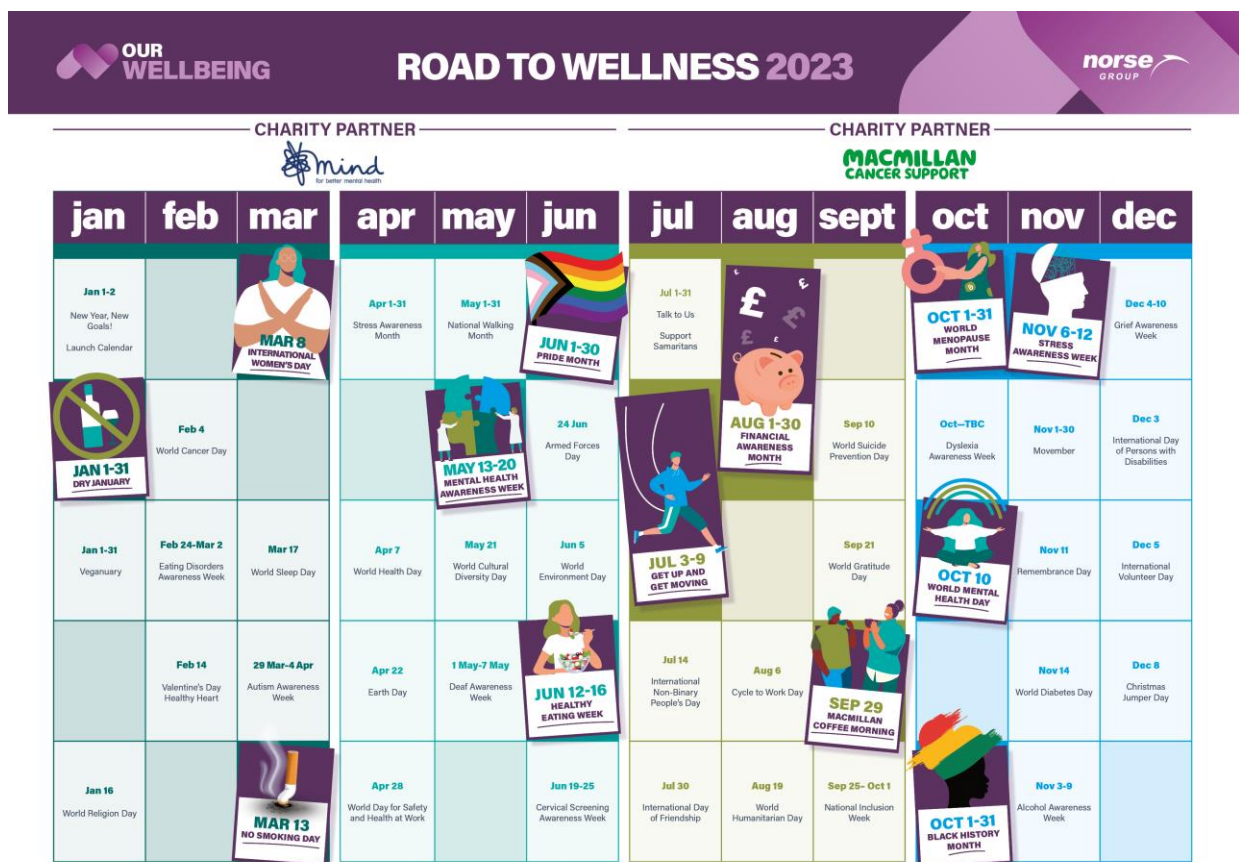 OUR
WELLBEING
ROAD TO WELLNESS 2023
norse
GROUP
CHARITY PARTNER
mind
for better mental health
CHARITY PARTNER
MACMILLAN
CANCER SUPPORT
jan
feb
mar
apr
may
jun
jul
aug
sept
oct
nov
dec
Jan 1-2
New Year, New
Goals!
Launch Calendar
MAR 8
INTERNATIONAL
WOMEN'S DAY
Apr 1-31
Stress Awareness
Month
May 1-31
National Walking
Month
JUN 1-30
PRIDE MONTH
Jul 1-31
Talk to Us
Support
Samaritans
£
£
£
£
£
AUG 1-30
FINANCIAL
AWARENESS
MONTH
OCT 1-31
WORLD
MENOPAUSE
MONTH
NOV 6-12
STRESS
AWARENESS WEEK
Dec 4-10
Grief Awareness
Week
JAN 1-31
DRY JANUARY
Feb 4
World Cancer Day
MAY 13-20
MENTAL HEALTH
AWARENESS WEEK
24 Jun
Armed Forces
Day
Sep 10
World Suicide
Prevention Day
Oct—TBC
Dyslexia
Awareness Week
Nov 1-30
Movember
Dec 3
International Day
of Persons with
Disabilities
Jan 1-31
Veganuary
Feb 24-Mar 2
Eating Disorders
Awareness Week
Mar 17
World Sleep Day
Apr 7
World Health Day
May 21
World Cultural
Diversity Day
Jun 5
World
Environment Day
JUL 3-9
GET UP AND
GET MOVING
Sep 21
World Gratitude
Day
OCT 10
WORLD MENTAL
HEALTH DAY
Nov 11
Remembrance Day
Dec 5
International
Volunteer Day
Feb 14
Valentine's Day
Healthy Heart
29 Mar-4 Apr
Autism Awareness
Week
Apr 22
Earth Day
1 May-7 May
Deaf Awareness
Week
JUN 12-16
HEALTHY
EATING WEEK
Jul 14
International
Non-Binary
People's Day
Aug 6
Cycle to Work Day
SEP 29
MACMILLAN
COFFEE MORNING
Nov 14
World Diabetes Day
Dec 8
Christmas
Jumper Day
Jan 16
World Religion Day
MAR 13
NO SMOKING DAY
Apr 28
World Day for Safety
and Health at Work
Jun 19-25
Cervical Screening
Awareness Week
Jul 30
International Day
of Friendship
Aug 19
World
Humanitarian Day
Sep 25- Oct 1
National Inclusion
Week
OCT 1-31
BLACK HISTORY
MONTH
Nov 3-9
Alcohol Awareness
Week